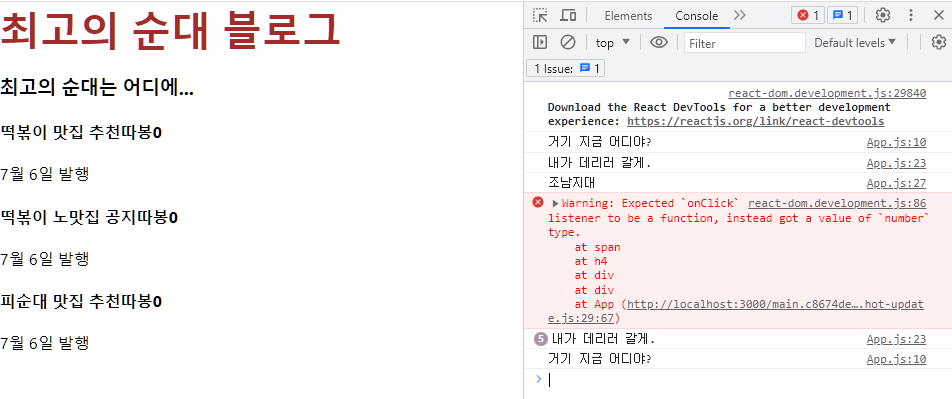 최고의 순대 블로그
최고의 순대는 어디에...
떡볶이 맛집 추천따봉0
7월 6일 발행
떡볶이 노맛집 공지따봉0
7월 6일 발행
피순대 맛집 추천따봉0
7월 6일 발행
Elements Console 1 1
top Filter Default levels
1 Issue: 1
react-dom.development.js:29840
Download the React DevTools for a better development
experience: https://reactjs.org/link/react-devtools
거기 지금 어디야? App.js:10
내가 데리러 갈게. App.js:23
조남지대 App.js:27
Warning: Expected `onClick` react-dom.development.js:86
listener to be a function, instead got a value of `number`
type.
at span
at h4
at div
at div
at App (http://localhost:3000/main.c8674de….hot-updat
e.js:29:67)
5 내가 데리러 갈게. App.js:23
거기 지금 어디야? App.js:10